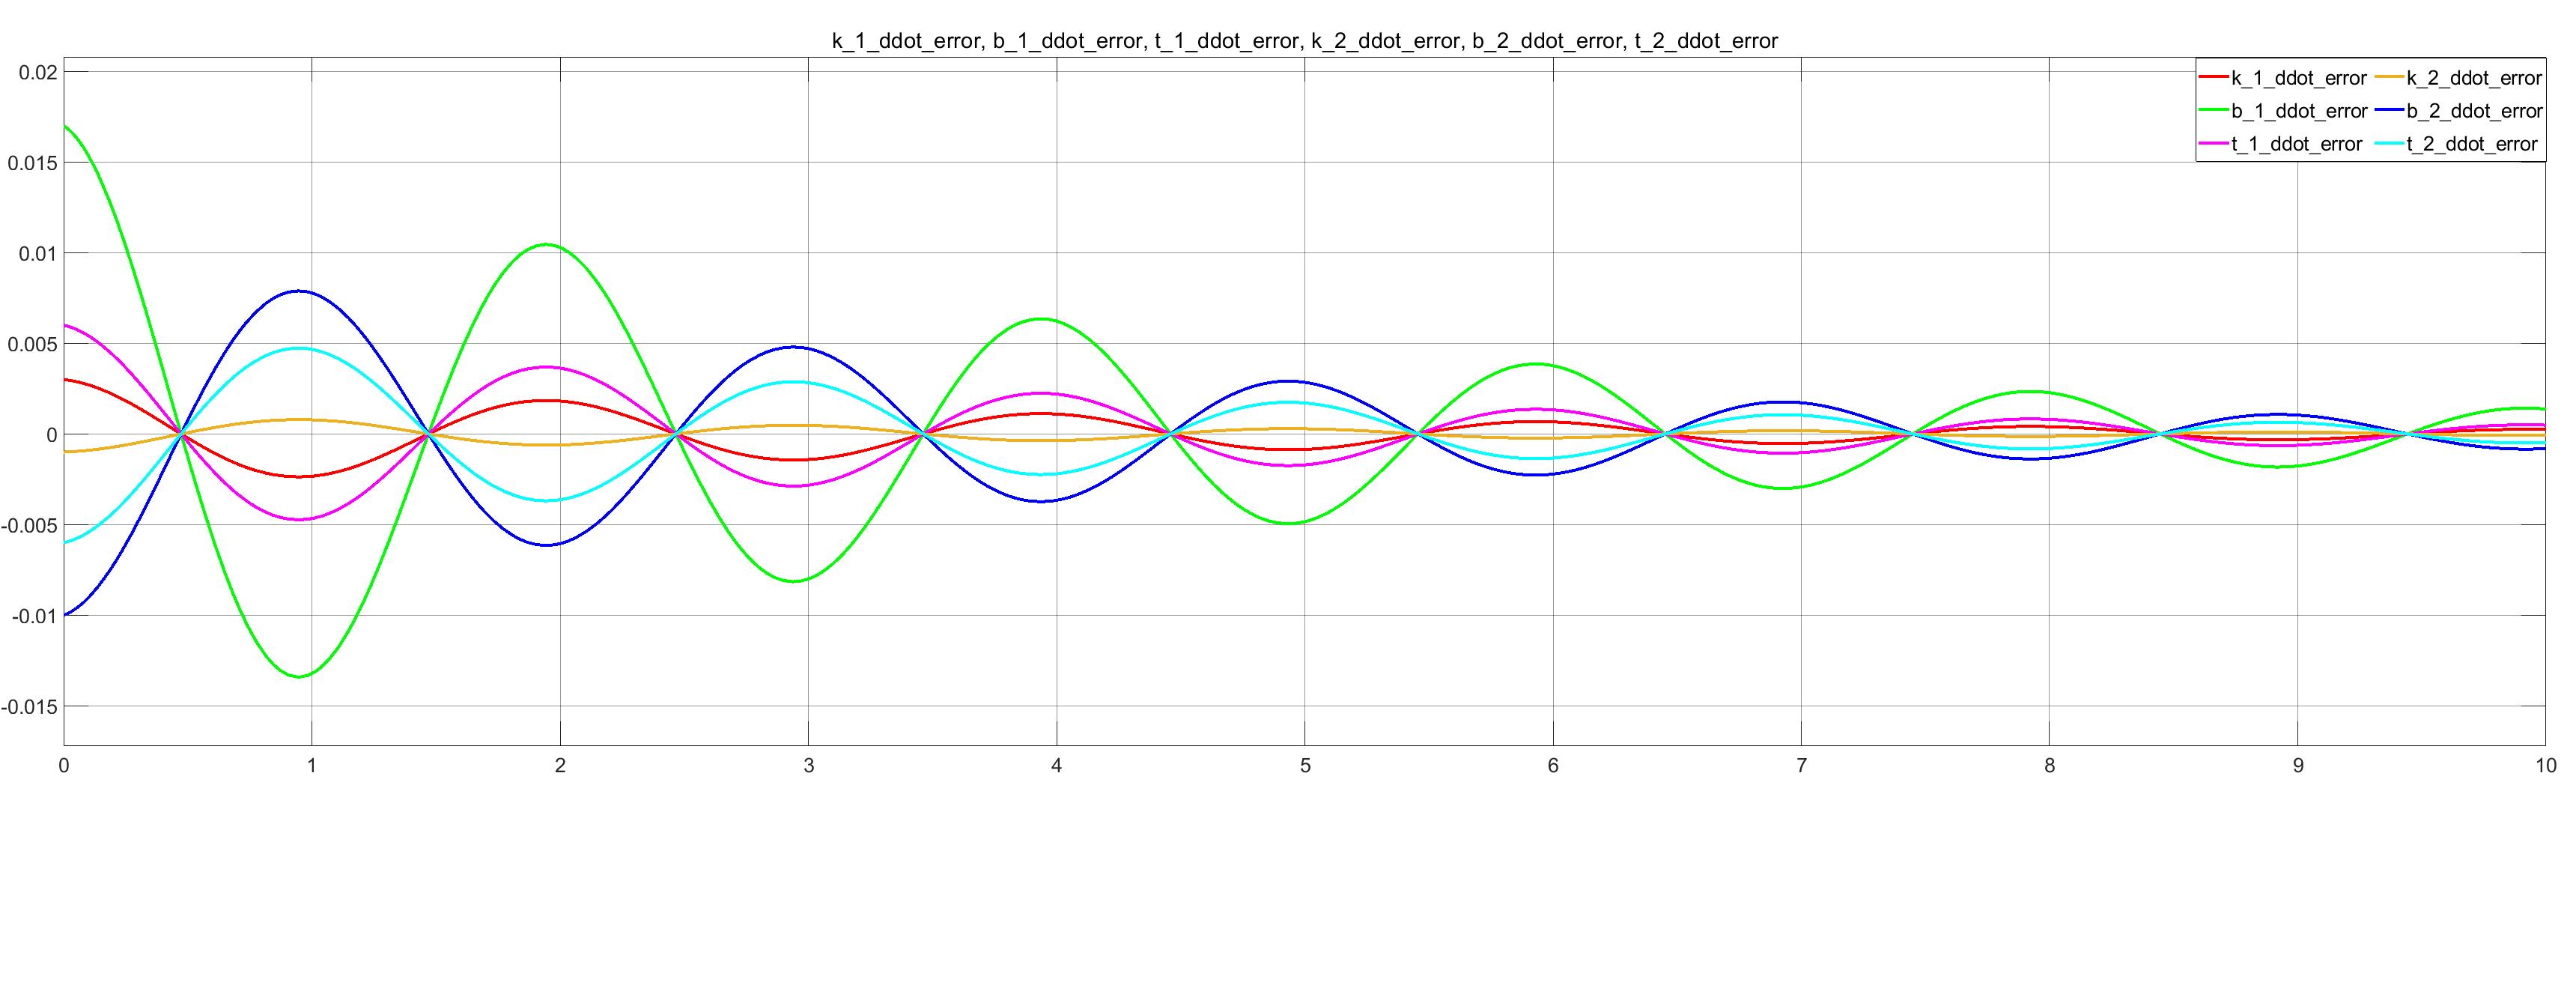 k_1_ddot_error, b_1_ddot_error, t_1_ddot_error, k_2_ddot_error, b_2_ddot_error, t_2_ddot_error
k_1_ddot_error k_2_ddot_error
b_1_ddot_error b_2_ddot_error
t_1_ddot_error t_2_ddot_error
0.02
0.015
0.01
0.005
0
-0.005
-0.01
-0.015
0 1 2 3 4 5 6 7 8 9 10